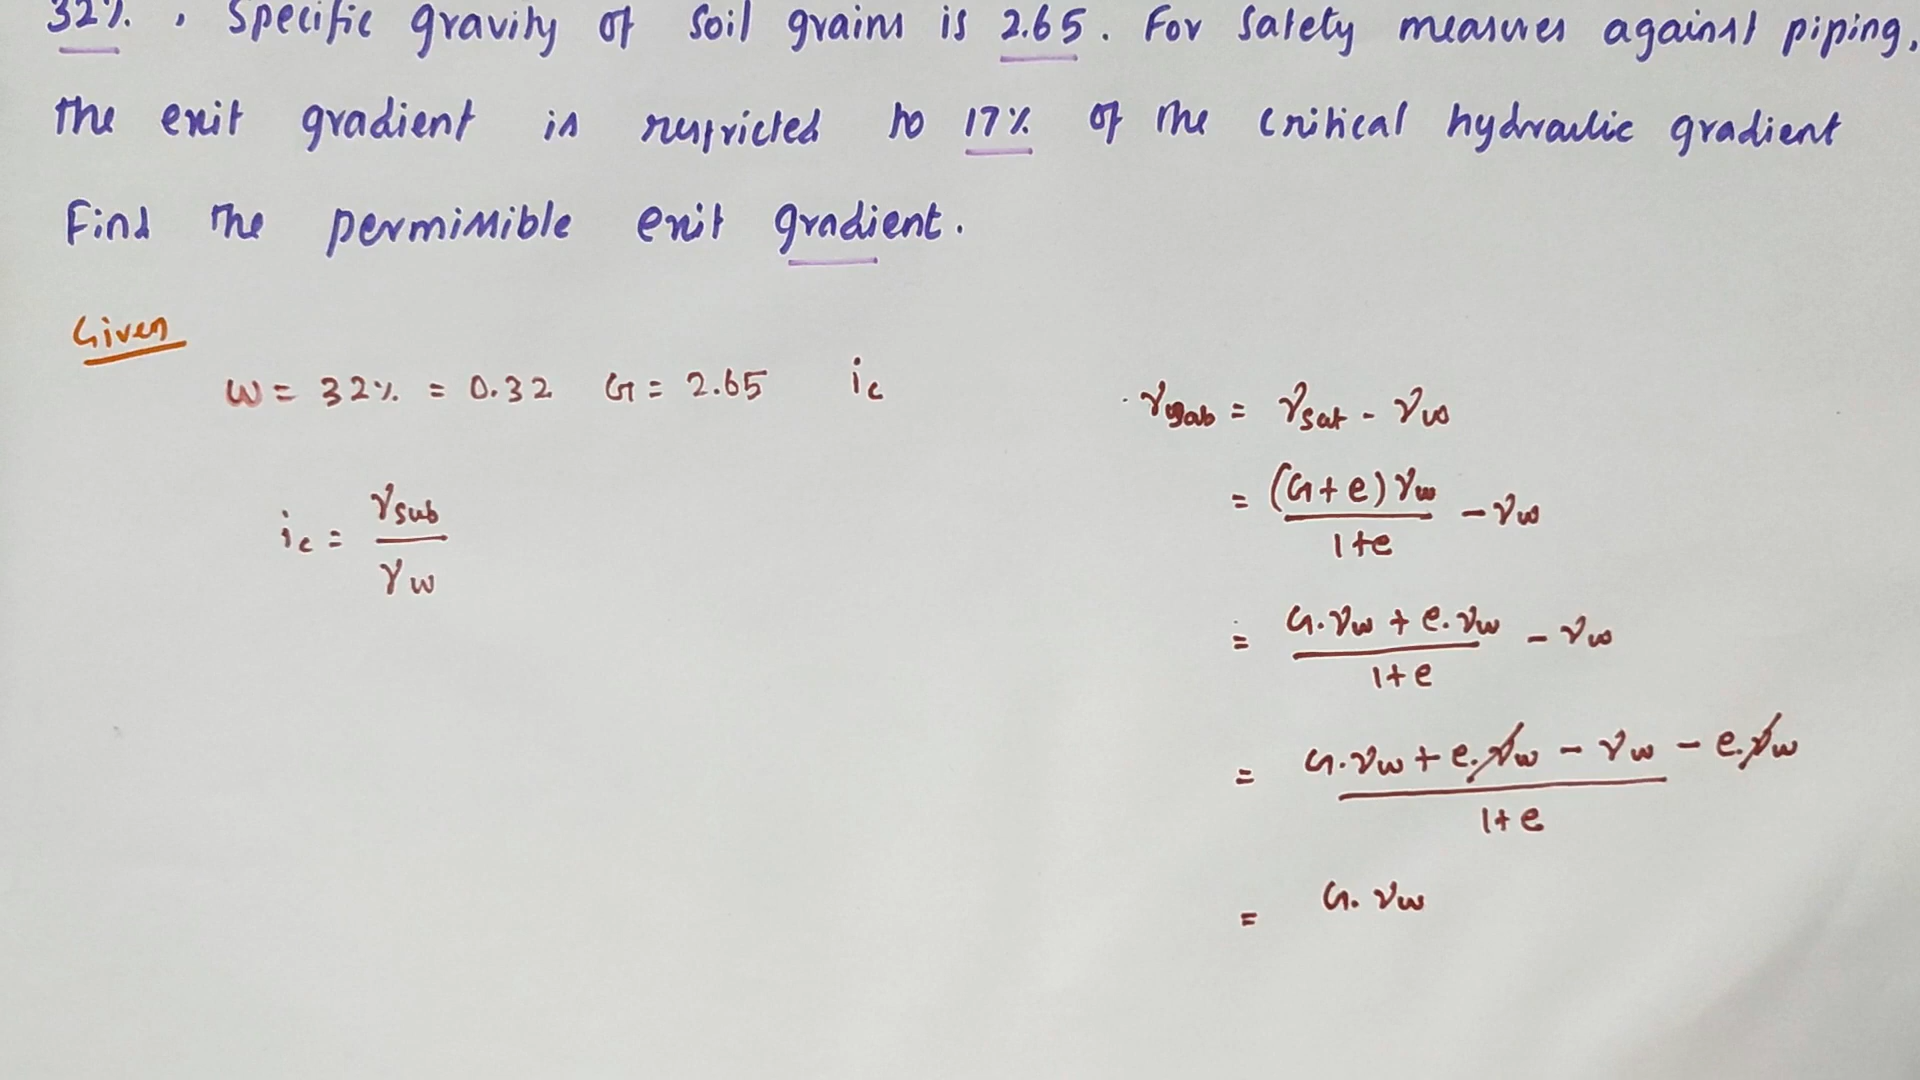 32%. , Specific gravity of soil grains is 2.65. For safety measures against piping,
the exit gradient is restricted to 17% of the critical hydraulic gradient
Find the permissible exit gradient.
Given
w = 32% = 0.32 G = 2.65 ic
ic = γsub / γw
γsub = γsat - γw
= (G+e)γw / 1+e - γw
= G.γw + e.γw / 1+e - γw
= G.γw + e.γw - γw - e.γw / 1+e
= G.γw